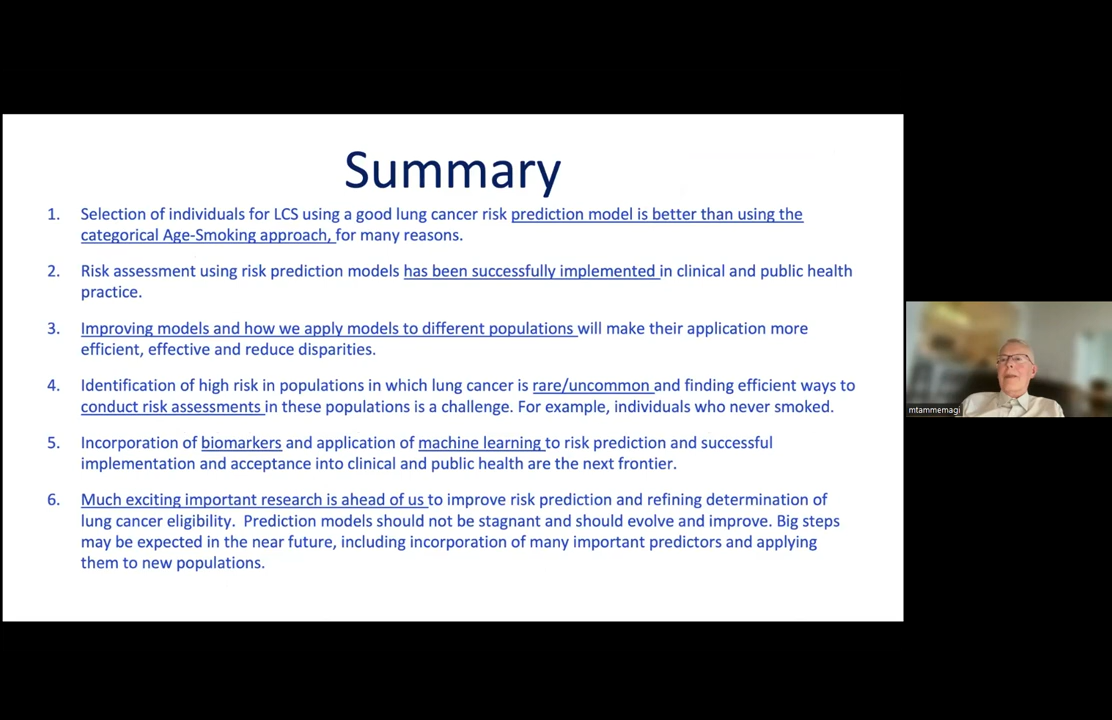 Summary
1. Selection of individuals for LCS using a good lung cancer risk prediction model is better than using the
categorical Age-Smoking approach, for many reasons.
2. Risk assessment using risk prediction models has been successfully implemented in clinical and public health
practice.
3. Improving models and how we apply models to different populations will make their application more
efficient, effective and reduce disparities.
4. Identification of high risk in populations in which lung cancer is rare/uncommon and finding efficient ways to
conduct risk assessments in these populations is a challenge. For example, individuals who never smoked.
5. Incorporation of biomarkers and application of machine learning to risk prediction and successful
implementation and acceptance into clinical and public health are the next frontier.
6. Much exciting important research is ahead of us to improve risk prediction and refining determination of
lung cancer eligibility. Prediction models should not be stagnant and should evolve and improve. Big steps
may be expected in the near future, including incorporation of many important predictors and applying
them to new populations.
mtammemagi